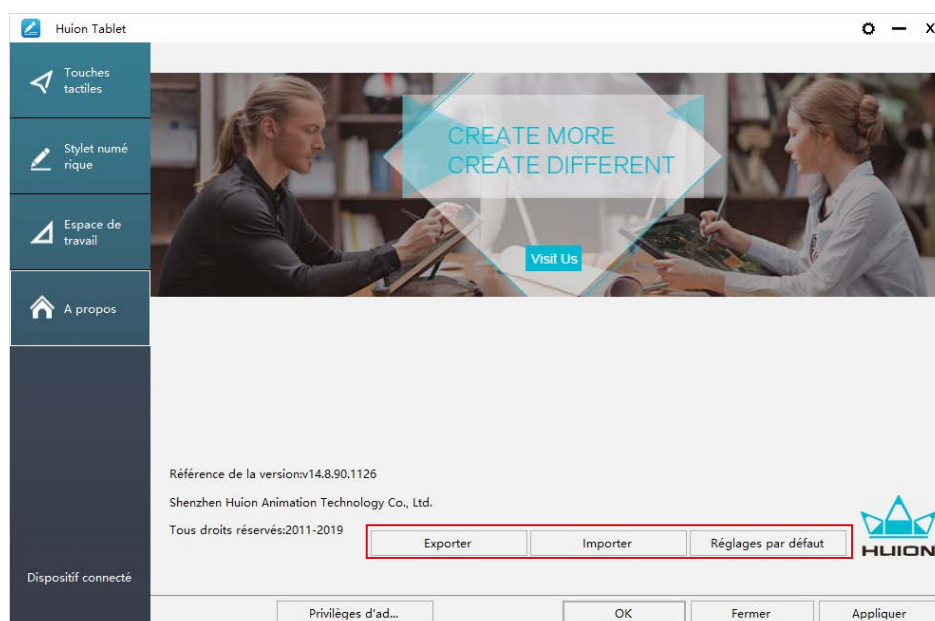 Huion Tablet
X
Touches
tactiles
Stylet numé
rique
Espace de
travail
A propos
Dispositif connecté
CREATE MORE
CREATE DIFFERENT
Visit Us
Référence de la version:v14.8.90.1126
Shenzhen Huion Animation Technology Co., Ltd.
Tous droits réservés:2011-2019
Exporter
Importer
Réglages par défaut
HUION
Privilèges d'ad...
OK
Fermer
Appliquer